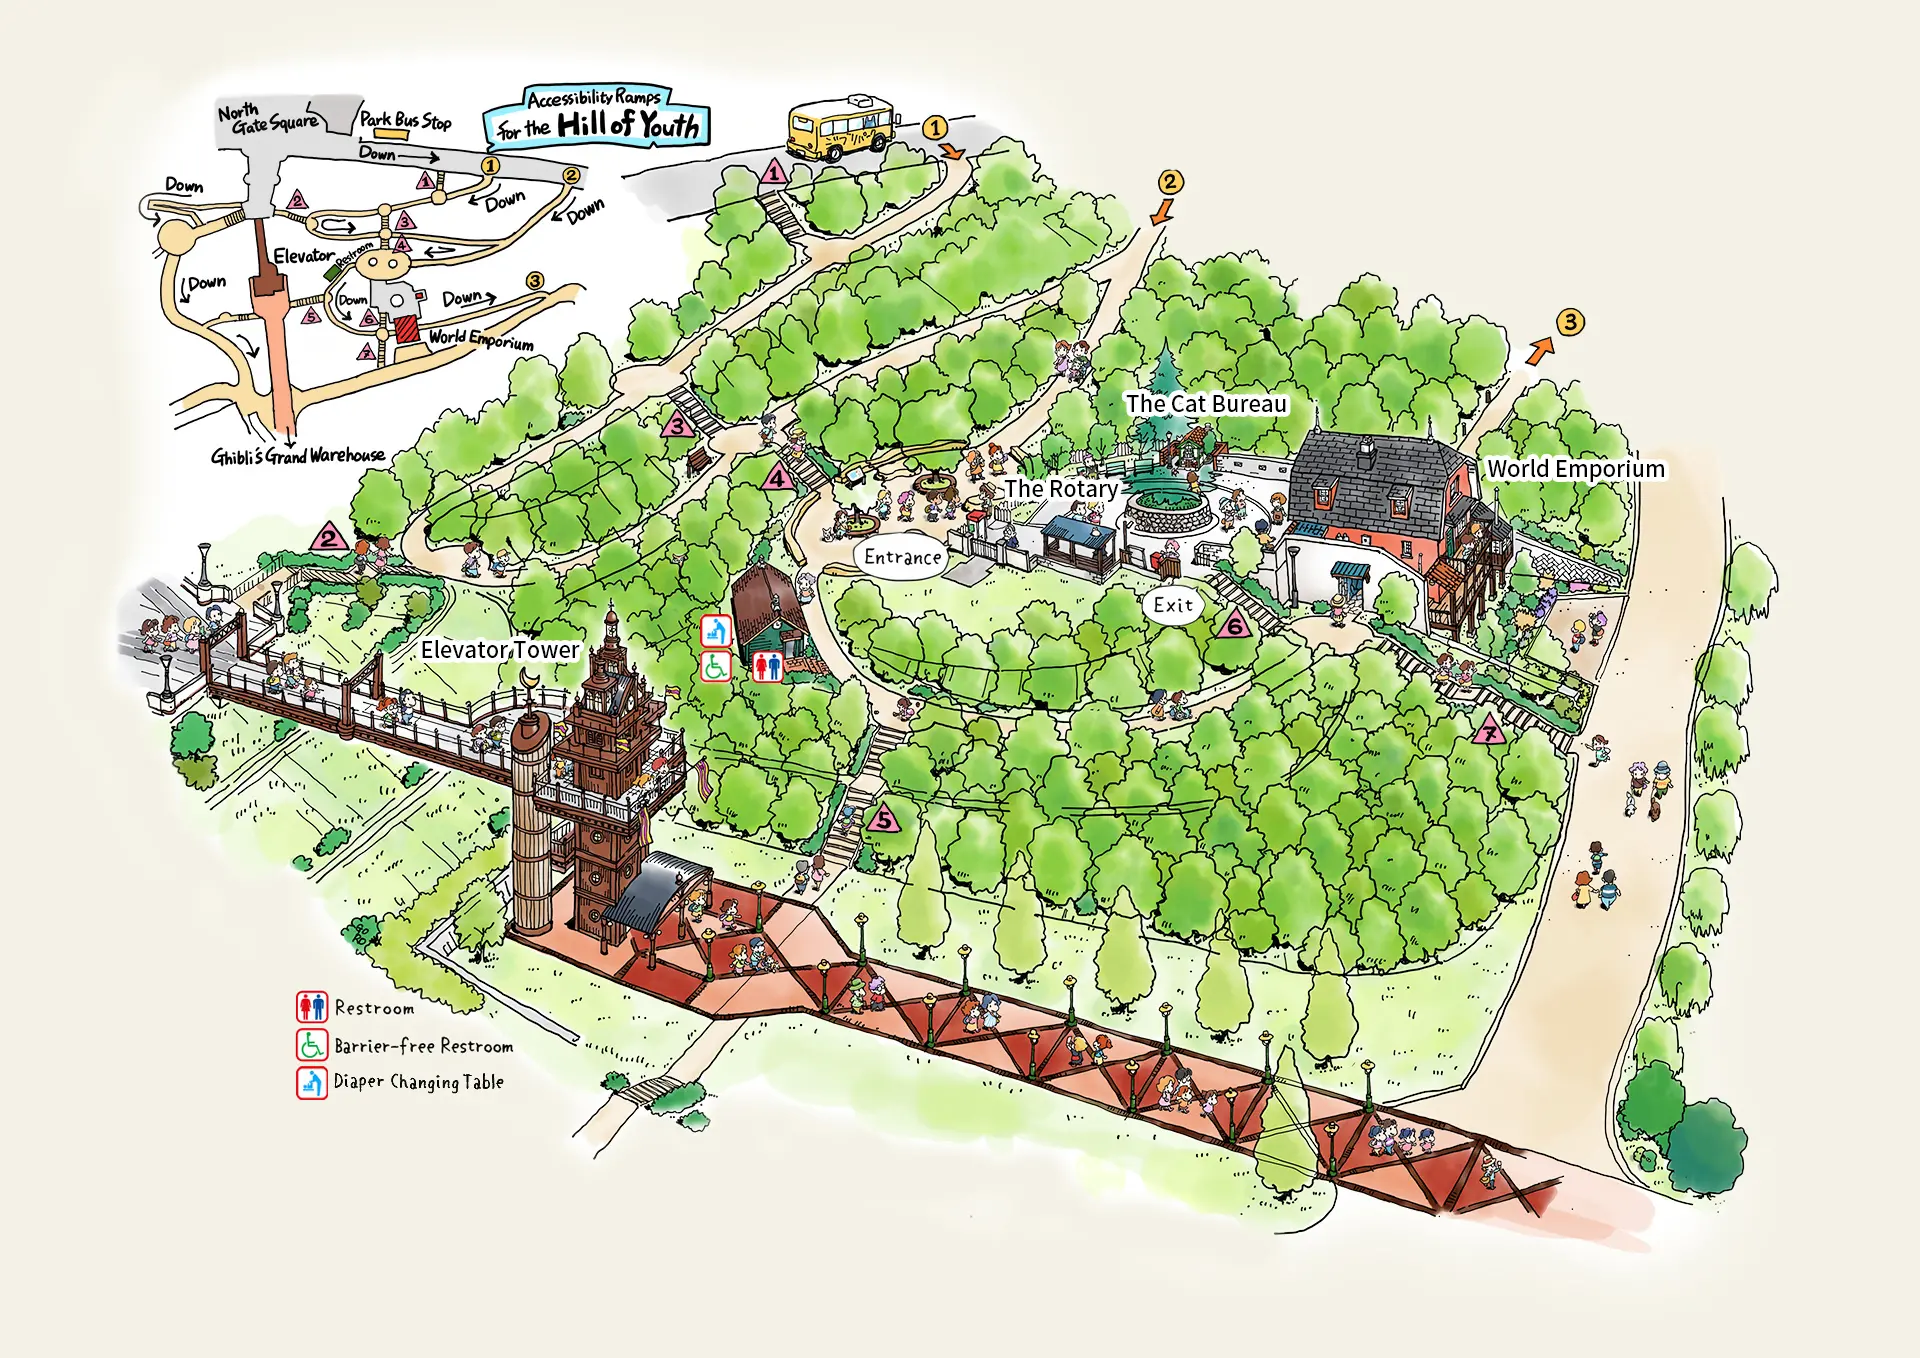 Accessibility Ramps
for the Hill of Youth
North
Gate Square
Park Bus Stop
Down
1
2
Down
2
1
Down
Down
3
4
Elevator
Restroom
Down
3
Down
Down
5
6
World Emporium
7
Ghibli's Grand Warehouse
1
1
2
3
The Cat Bureau
3
World Emporium
4
The Rotary
2
Entrance
Exit
6
Elevator Tower
7
5
Restroom
Barrier-free Restroom
Diaper Changing Table